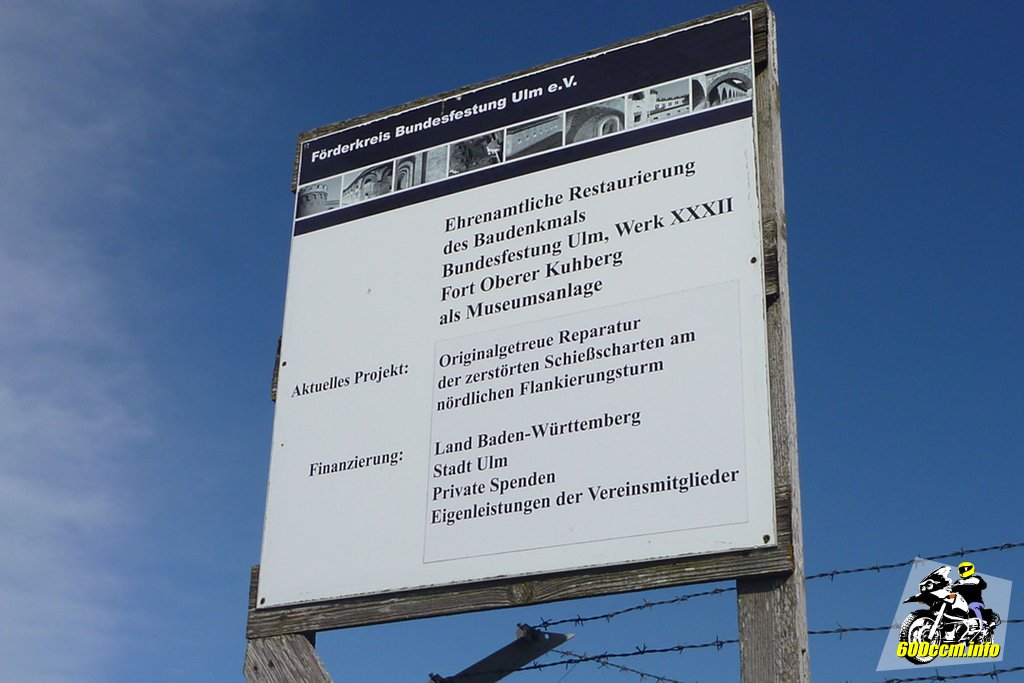 Förderkreis Bundesfestung Ulm e.V.
Ehrenamtliche Restaurierung
des Baudenkmals
Bundesfestung Ulm, Werk XXXII
Fort Oberer Kuhberg
als Museumsanlage
Aktuelles Projekt:
Originalgetreue Reparatur
der zerstörten Schießscharten am
nördlichen Flankierungsturm
Finanzierung:
Land Baden-Württemberg
Stadt Ulm
Private Spenden
Eigenleistungen der Vereinsmitglieder
600ccm.info